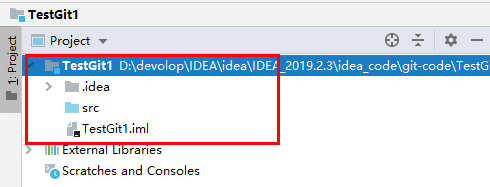 TestGit1
1: Project
Project
TestGit1 D:\devolop\IDEA\idea\IDEA_2019.2.3\idea_code\git-code\TestG
.idea
src
TestGit1.iml
External Libraries
Scratches and Consoles